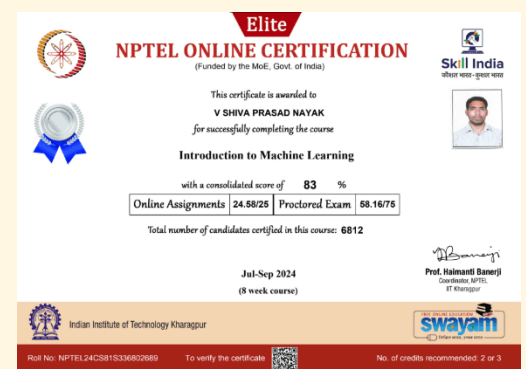 Elite
NPTEL ONLINE CERTIFICATION
(Funded by the MoE, Govt. of India)
Skill India
कौशल भारत-कुशल भारत
This certificate is awarded to
V SHIVA PRASAD NAYAK
for successfully completing the course
Introduction to Machine Learning
with a consolidated score of 83 %
Online Assignments 24.58/25 Proctored Exam 58.16/75
Total number of candidates certified in this course: 6812
Jul-Sep 2024
(8 week course)
Prof. Haimanti Banerji
Coordinator, NPTEL
IIT Kharagpur
Indian Institute of Technology Kharagpur
FREE ONLINE EDUCATION
swayam
Roll No: NPTEL24CS81S336802689 To verify the certificate No. of credits recommended: 2 or 3